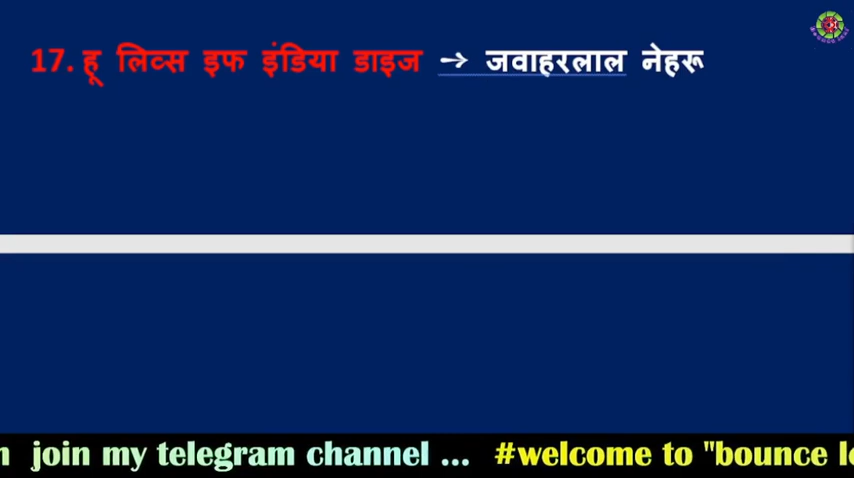 17. हू लिव्स इफ इंडिया डाइज → जवाहरलाल नेहरू
join my telegram channel ... #welcome to "bounce